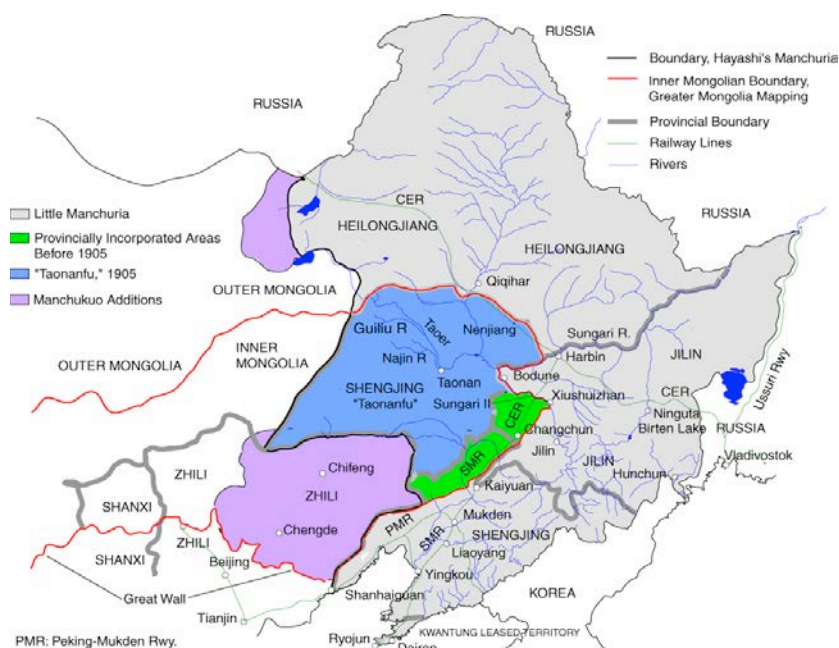 RUSSIA
Boundary, Hayashi's Manchuria
Inner Mongolian Boundary,
Greater Mongolia Mapping
Provincial Boundary
Railway Lines
Rivers
RUSSIA
RUSSIA
Little Manchuria
Provincially Incorporated Areas
Before 1905
"Taonanfu," 1905
Manchukuo Additions
CER
HEILONGJIANG
HEILONGJIANG
RUSSIA
Qiqihar
OUTER MONGOLIA
Guiliu R
Taoer
Nenjiang
Sungari R.
OUTER MONGOLIA
INNER
MONGOLIA
Najin R
Harbin
JILIN
Ussuri Rwy
SHENGJING
"Taonanfu"
Taonan
Bodune
Sungari II
Xiushuizhan
CER
CER
Ninguta
Birten Lake
RUSSIA
Changchun
Jilin
SMR
JILIN
Hunchun
Vladivostok
ZHILI
Chifeng
ZHILI
Kaiyuan
SHANXI
Chengde
PMR
Mukden
SHENGJING
SMR
Liaoyang
SHANXI
ZHILI
Beijing
Yingkou
Great Wall
Shanhaiguan
KOREA
Tianjin
KWANTUNG LEASED TERRITORY
PMR: Peking-Mukden Rwy.
Ryojun
Dairen